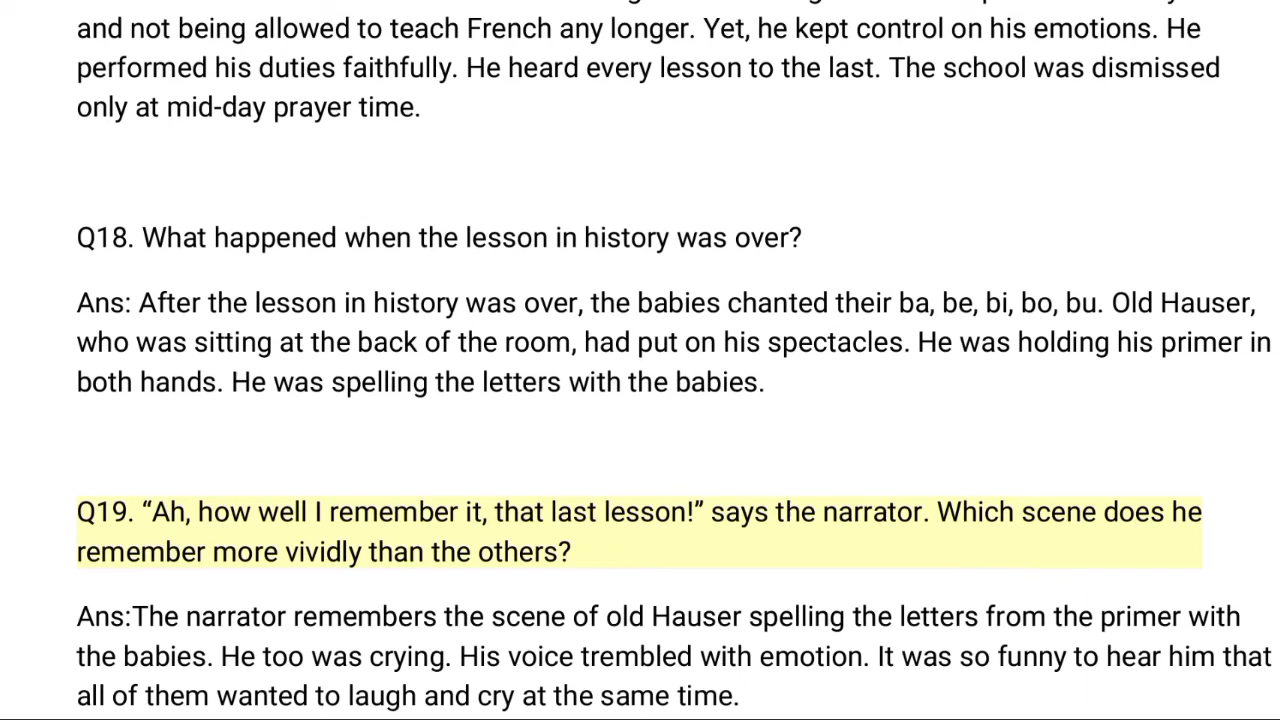 and not being allowed to teach French any longer. Yet, he kept control on his emotions. He
performed his duties faithfully. He heard every lesson to the last. The school was dismissed
only at mid-day prayer time.
Q18. What happened when the lesson in history was over?
Ans: After the lesson in history was over, the babies chanted their ba, be, bi, bo, bu. Old Hauser,
who was sitting at the back of the room, had put on his spectacles. He was holding his primer in
both hands. He was spelling the letters with the babies.
Q19. “Ah, how well I remember it, that last lesson!” says the narrator. Which scene does he
remember more vividly than the others?
Ans:The narrator remembers the scene of old Hauser spelling the letters from the primer with
the babies. He too was crying. His voice trembled with emotion. It was so funny to hear him that
all of them wanted to laugh and cry at the same time.